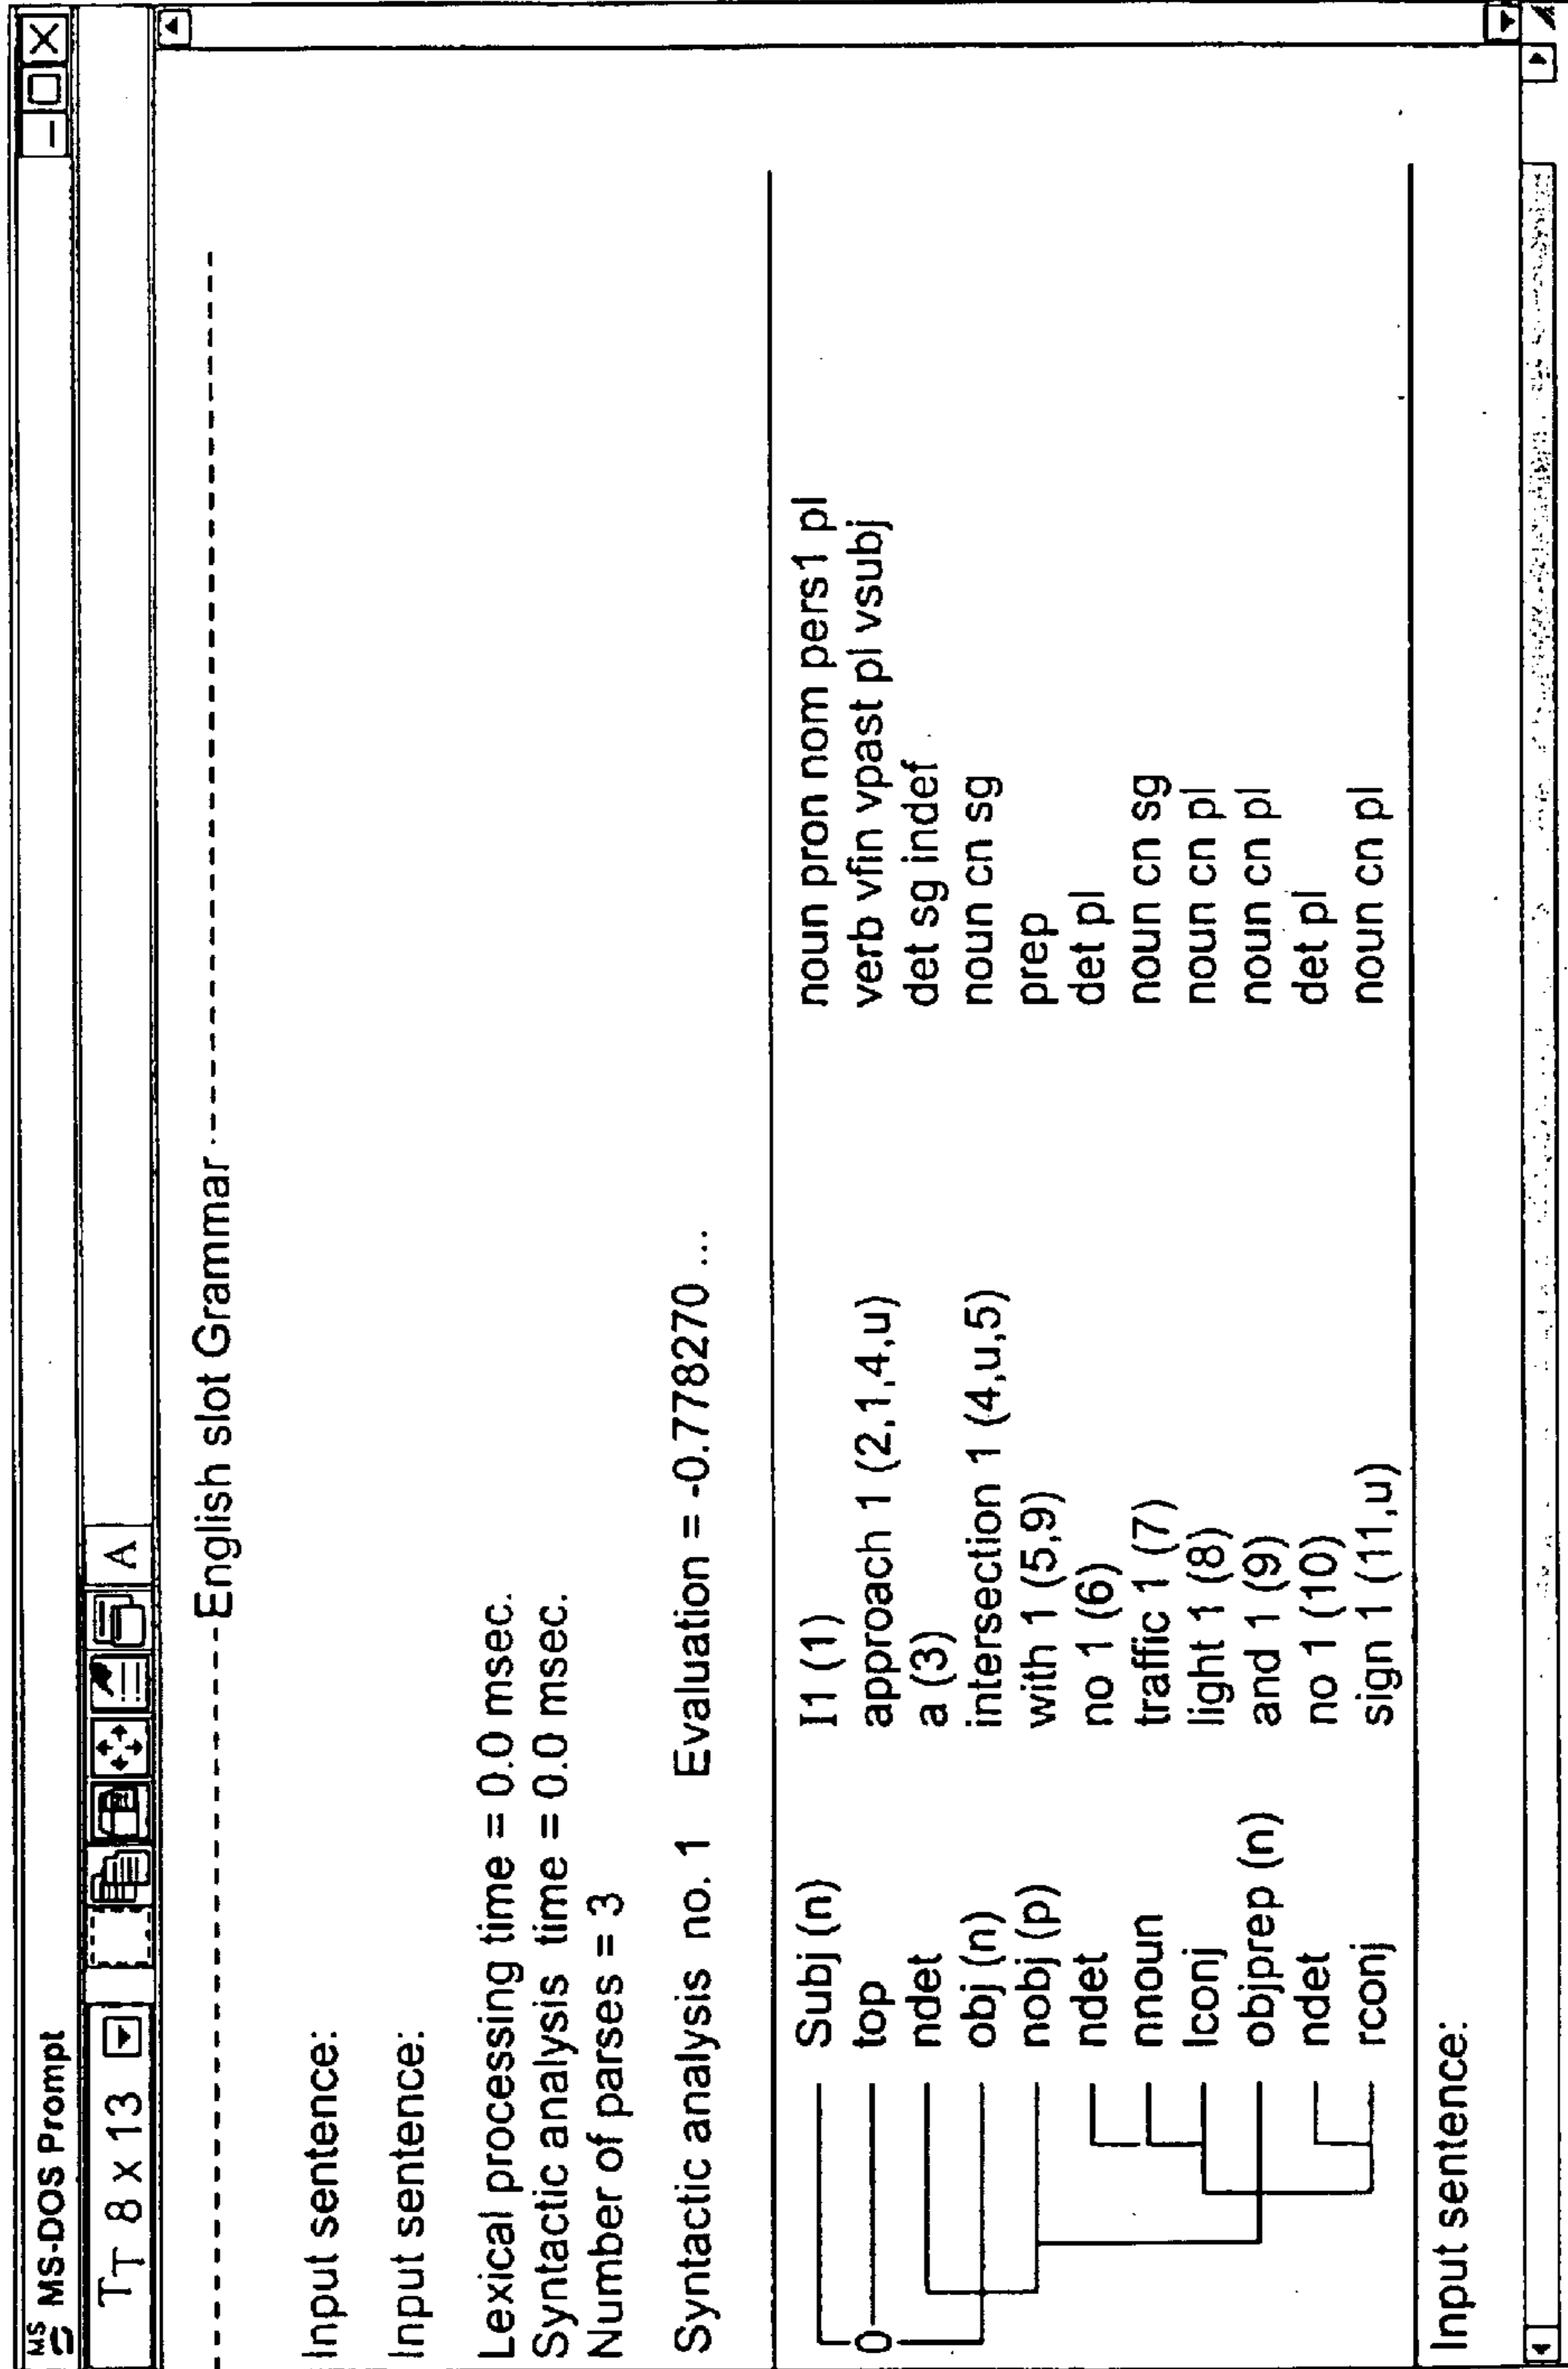 MS MS-DOS Prompt
TT 8 x 13 A
English slot Grammar
Input sentence:
Input sentence:
Lexical processing time = 0.0 msec.
Syntactic analysis time = 0.0 msec.
Number of parses = 3
Syntactic analysis no. 1 Evaluation = -0.778270 ...
Subj (n) I1 (1) noun pron nom pers1 pl
top approach 1 (2,1,4,u) verb vfin vpast pl vsubj
ndet a (3) det sg indef
obj (n) intersection 1 (4,u,5) noun cn sg
nobj (p) with 1 (5,9) prep
ndet no 1 (6) det pl
nnoun traffic 1 (7) noun cn sg
lconj light 1 (8) noun cn pl
objprep (n) and 1 (9) noun cn pl
ndet no 1 (10) det pl
rconj sign 1 (11,u) noun cn pl
Input sentence: